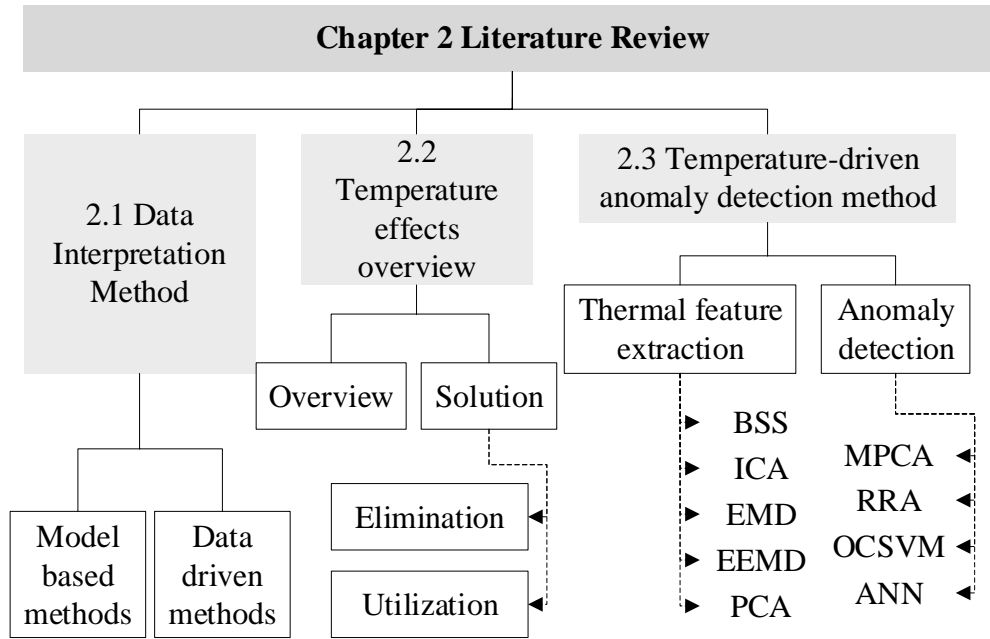 Chapter 2 Literature Review
2.1 Data
Interpretation
Method
Model
based
methods
Data
driven
methods
2.2
Temperature
effects
overview
Overview
Solution
Elimination
Utilization
2.3 Temperature-driven
anomaly detection method
Thermal feature
extraction
BSS
ICA
EMD
EEMD
PCA
Anomaly
detection
MPCA
RRA
OCSVM
ANN